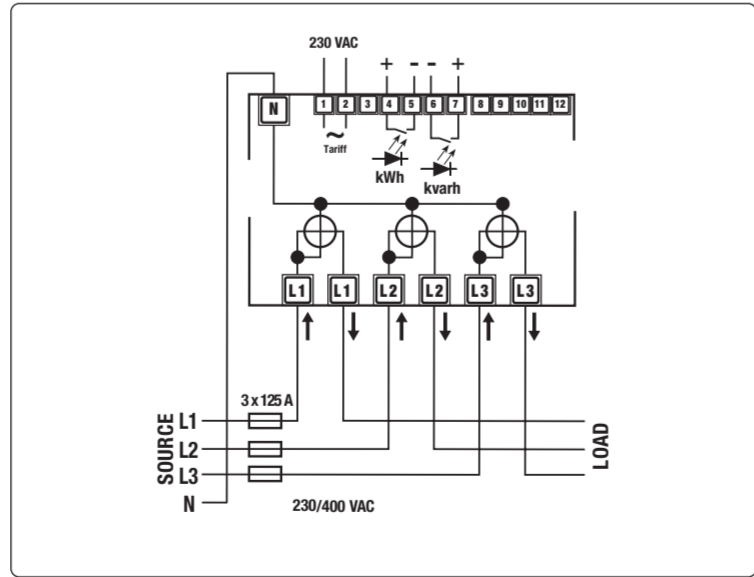 230 VAC
+ - - +
N 1 2 3 4 5 6 7 8 9 10 11 12
~
Tariff
kWh
kvarh
L1 L1 L2 L2 L3 L3
3 x 125 A
SOURCE
L1
L2
L3
N
LOAD
230/400 VAC